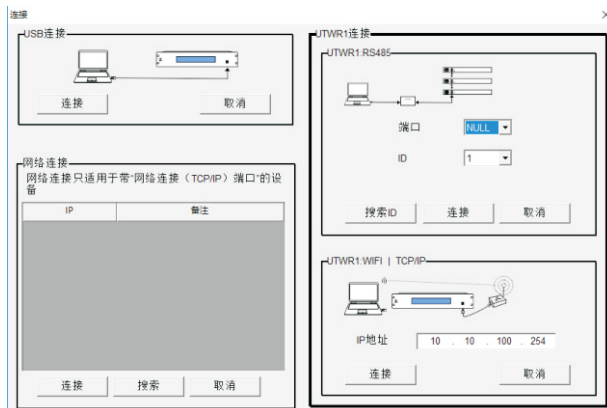 连接
USB连接
连接
取消
网络连接
网络连接只适用于带“网络连接（TCP/IP）端口”的设
备
IP
备注
连接
搜索
取消
UTWR1连接
UTWR1:RS485
端口
NULL
ID
1
搜索ID
连接
取消
UTWR1:WIFI | TCP/IP
IP地址
10 . 10 . 100 . 254
连接
取消